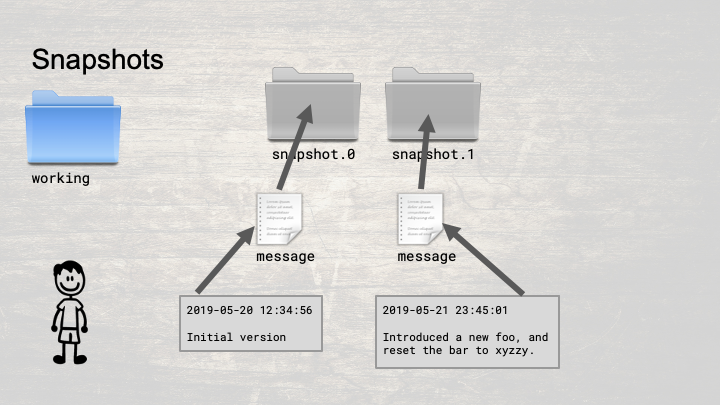 Snapshots
working
snapshot.0
snapshot.1
message
message
2019-05-20 12:34:56
Initial version
2019-05-21 23:45:01
Introduced a new foo, and
reset the bar to xyzzy.